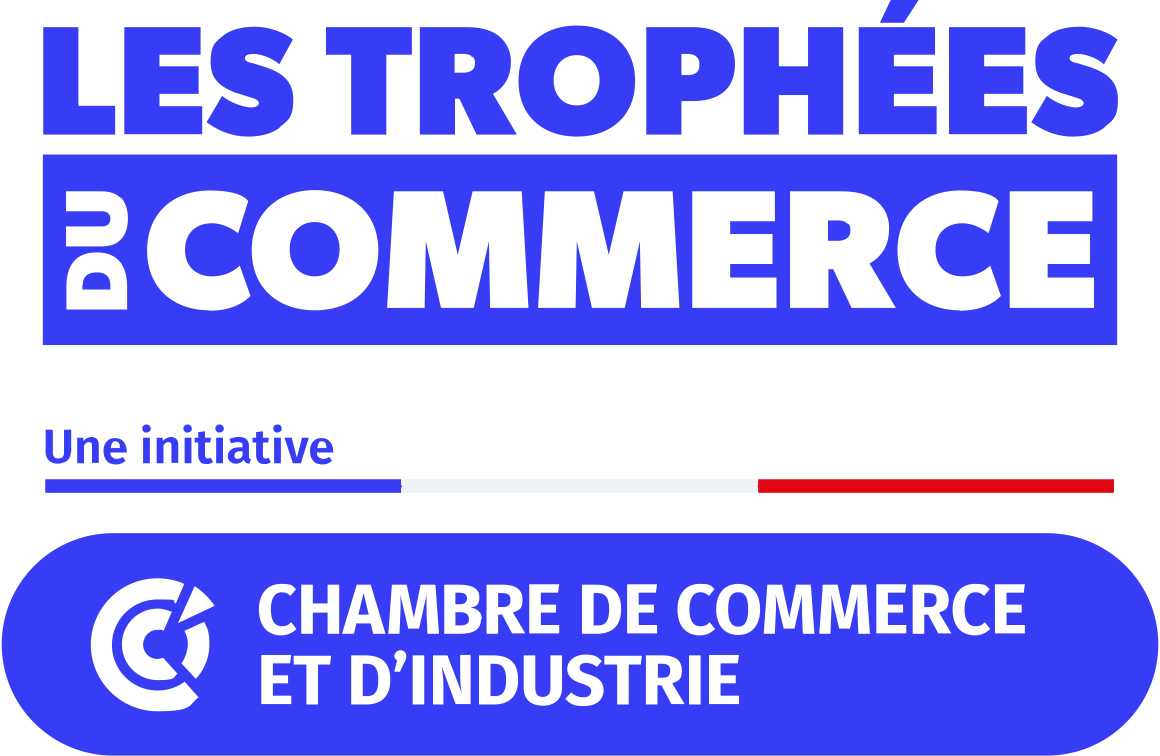 LES TROPHÉES
DU COMMERCE
Une initiative
CHAMBRE DE COMMERCE
ET D’INDUSTRIE